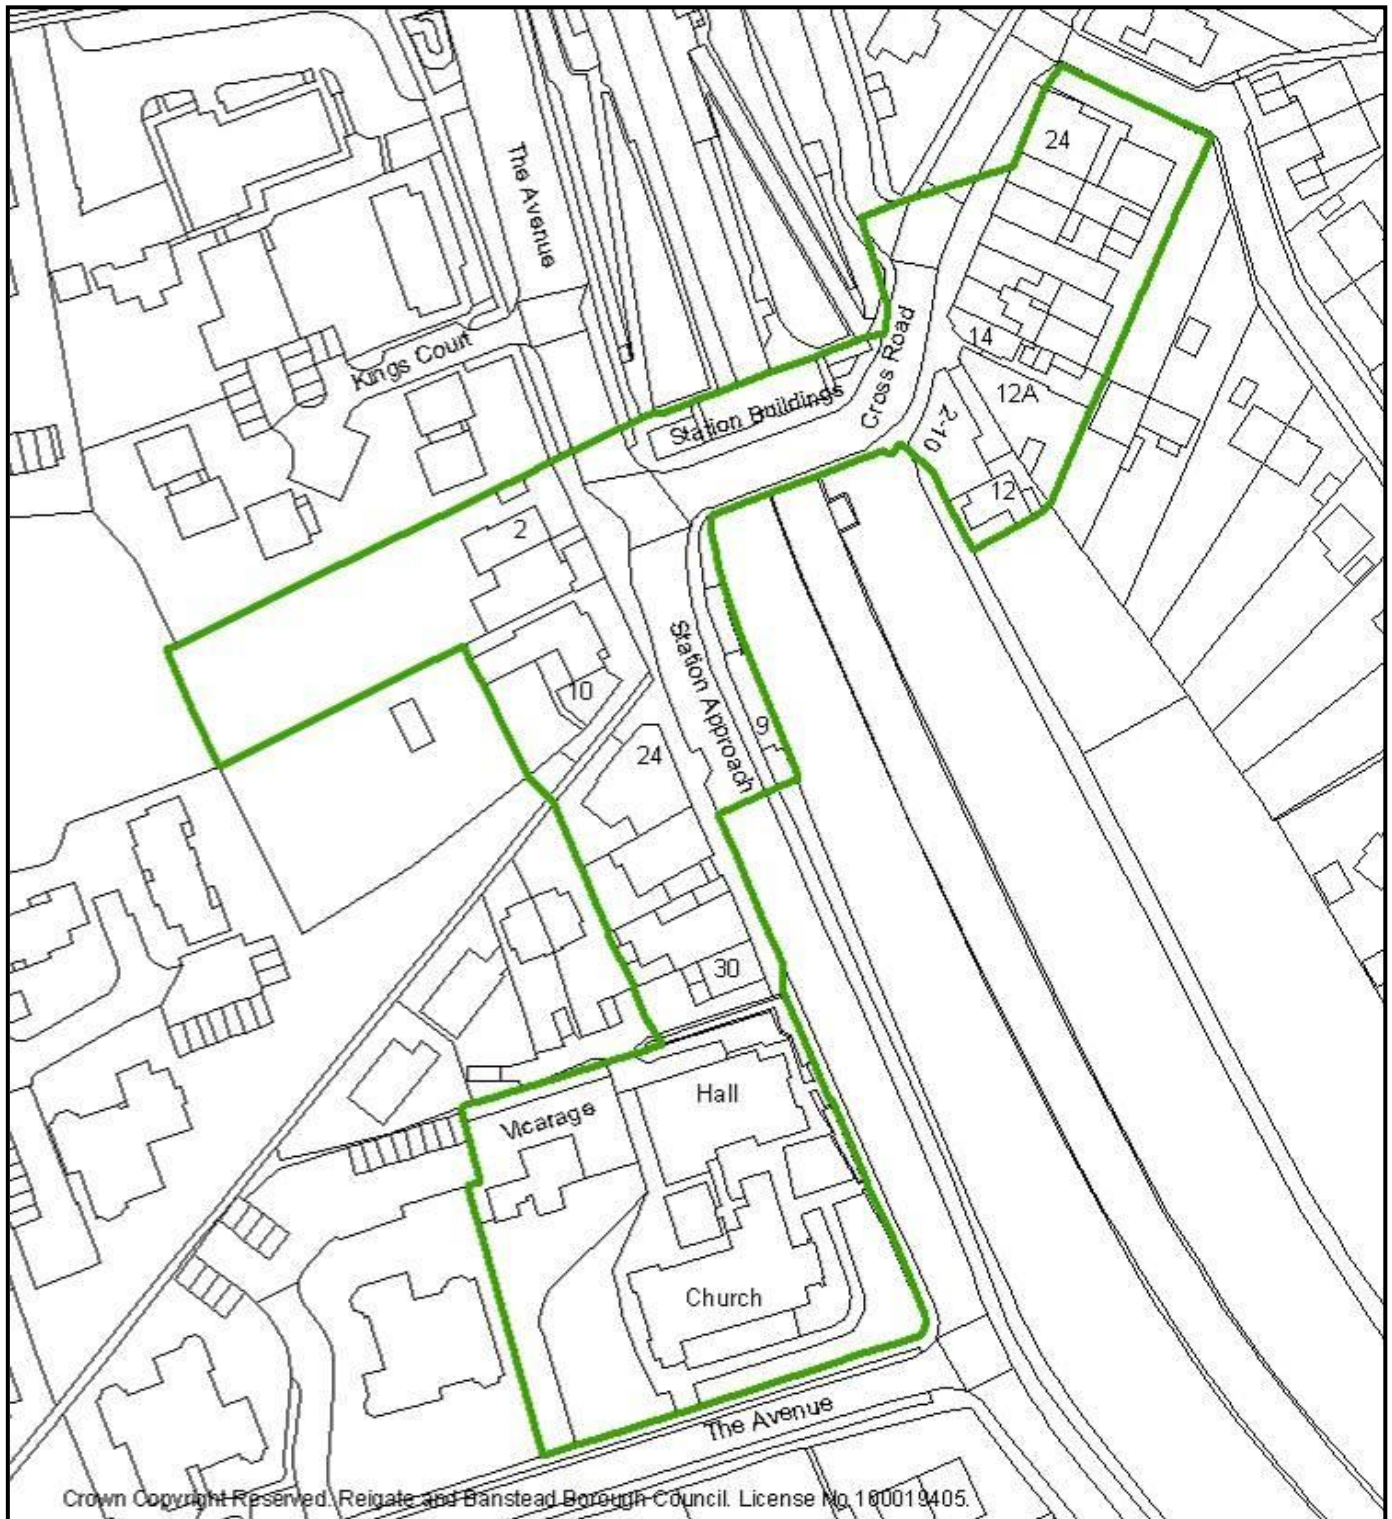 24
The Avenue
Kings Court
Cross Road
14
Station Buildings
12A
2-10
12
2
Station Approach
10
9
24
30
Hall
Vicarage
Church
The Avenue
Crown Copyright Reserved. Reigate and Banstead Borough Council. License No.100019405.